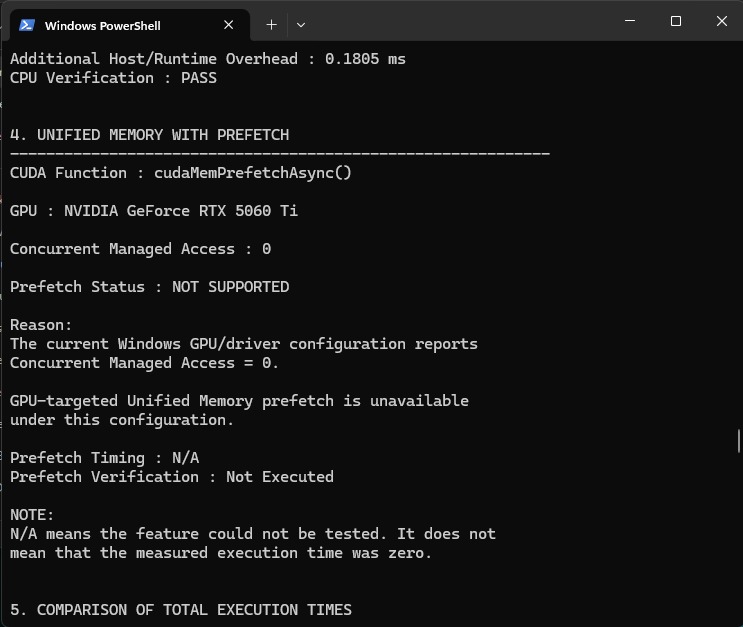 Windows PowerShell
Additional Host/Runtime Overhead : 0.1805 ms
CPU Verification : PASS
4. UNIFIED MEMORY WITH PREFETCH
------------------------------------------------------------
CUDA Function : cudaMemPrefetchAsync()
GPU : NVIDIA GeForce RTX 5060 Ti
Concurrent Managed Access : 0
Prefetch Status : NOT SUPPORTED
Reason:
The current Windows GPU/driver configuration reports
Concurrent Managed Access = 0.
GPU-targeted Unified Memory prefetch is unavailable
under this configuration.
Prefetch Timing : N/A
Prefetch Verification : Not Executed
NOTE:
N/A means the feature could not be tested. It does not
mean that the measured execution time was zero.
5. COMPARISON OF TOTAL EXECUTION TIMES